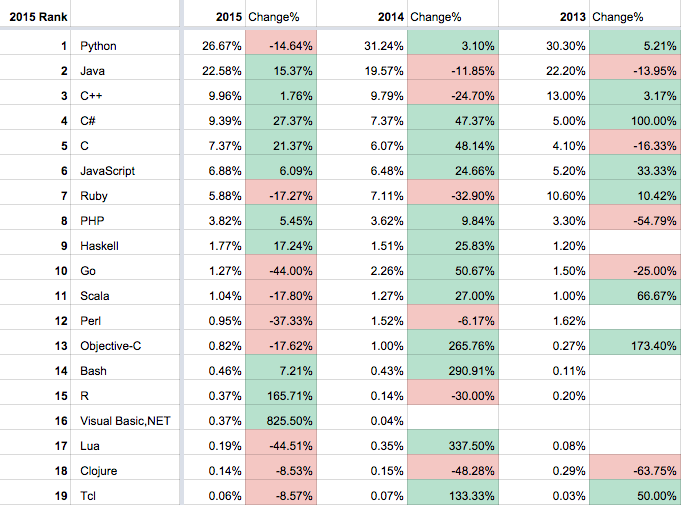 2015 Rank 2015 Change% 2014 Change% 2013 Change%
1 Python 26.67% -14.64% 31.24% 3.10% 30.30% 5.21%
2 Java 22.58% 15.37% 19.57% -11.85% 22.20% -13.95%
3 C++ 9.96% 1.76% 9.79% -24.70% 13.00% 3.17%
4 C# 9.39% 27.37% 7.37% 47.37% 5.00% 100.00%
5 C 7.37% 21.37% 6.07% 48.14% 4.10% -16.33%
6 JavaScript 6.88% 6.09% 6.48% 24.66% 5.20% 33.33%
7 Ruby 5.88% -17.27% 7.11% -32.90% 10.60% 10.42%
8 PHP 3.82% 5.45% 3.62% 9.84% 3.30% -54.79%
9 Haskell 1.77% 17.24% 1.51% 25.83% 1.20%
10 Go 1.27% -44.00% 2.26% 50.67% 1.50% -25.00%
11 Scala 1.04% -17.80% 1.27% 27.00% 1.00% 66.67%
12 Perl 0.95% -37.33% 1.52% -6.17% 1.62%
13 Objective-C 0.82% -17.62% 1.00% 265.76% 0.27% 173.40%
14 Bash 0.46% 7.21% 0.43% 290.91% 0.11%
15 R 0.37% 165.71% 0.14% -30.00% 0.20%
16 Visual Basic,NET 0.37% 825.50% 0.04%
17 Lua 0.19% -44.51% 0.35% 337.50% 0.08%
18 Clojure 0.14% -8.53% 0.15% -48.28% 0.29% -63.75%
19 Tcl 0.06% -8.57% 0.07% 133.33% 0.03% 50.00%